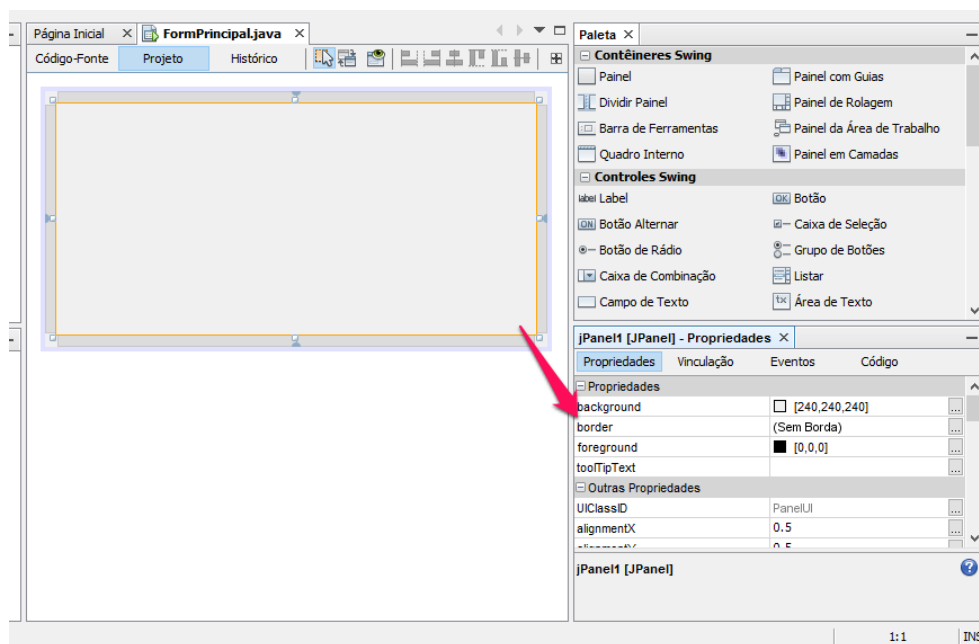 Página Inicial FormPrincipal.java
Código-Fonte Projeto Histórico
Paleta
Contêineres Swing
Painel Painel com Guias
Dividir Painel Painel de Rolagem
Barra de Ferramentas Painel da Área de Trabalho
Quadro Interno Painel em Camadas
Controles Swing
label Label OK Botão
ON Botão Alternar Caixa de Seleção
Botão de Rádio Grupo de Botões
Caixa de Combinação Listar
Campo de Texto tx Área de Texto
jPanel1 [JPanel] - Propriedades
Propriedades Vinculação Eventos Código
Propriedades
background [240,240,240] ...
border (Sem Borda) ...
foreground [0,0,0] ...
toolTipText ...
Outras Propriedades
UIClassID PanelUI ...
alignmentX 0.5 ...
jPanel1 [JPanel]
1:1 INS